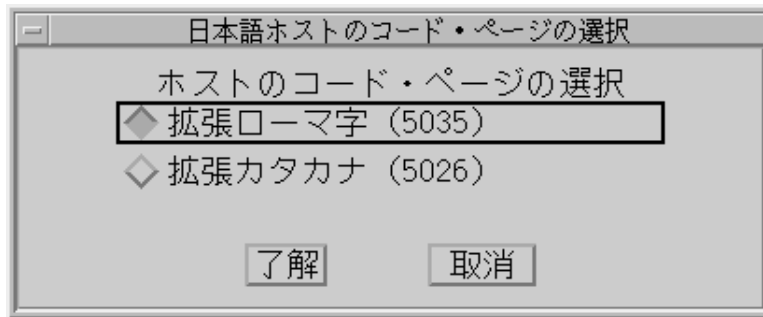 日本語ホストのコード・ページの選択
ホストのコード・ページの選択
拡張ローマ字 (5035)
拡張カタカナ (5026)
了解 取消